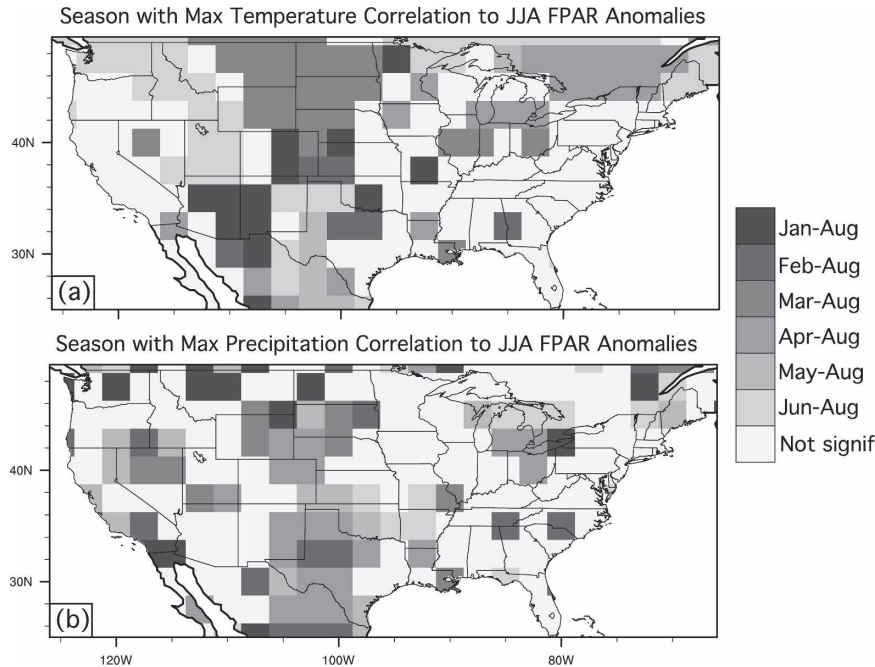 Season with Max Temperature Correlation to JJA FPAR Anomalies
40N
30N
(a)
Jan-Aug
Feb-Aug
Mar-Aug
Apr-Aug
May-Aug
Jun-Aug
Not signif
Season with Max Precipitation Correlation to JJA FPAR Anomalies
40N
30N
(b)
120W
100W
80W